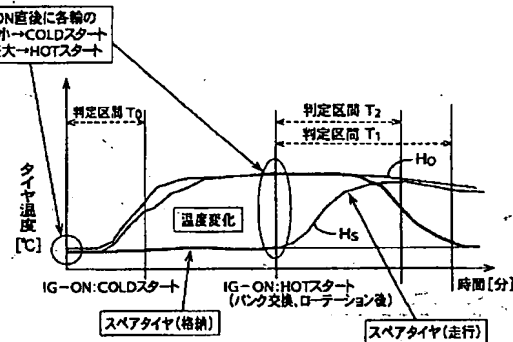 ON直後に各輪の
小→COLDスタート
大→HOTスタート
判定区間 T₀
判定区間 T₂
判定区間 T₁
H₀
タイヤ温度
[℃]
温度変化
Hs
IG-ON:COLDスタート
IG-ON:HOTスタート
(パンク交換、ローテーション後)
時間[分]
スペアタイヤ(格納)
スペアタイヤ(走行)